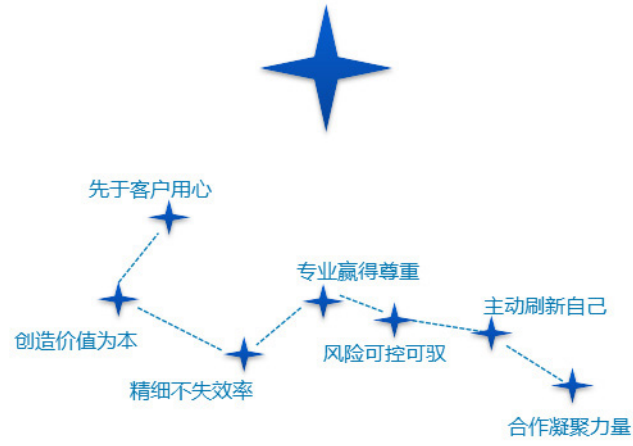 先于客户用心
创造价值为本
精细不失效率
专业赢得尊重
风险可控可驭
主动刷新自己
合作凝聚力量